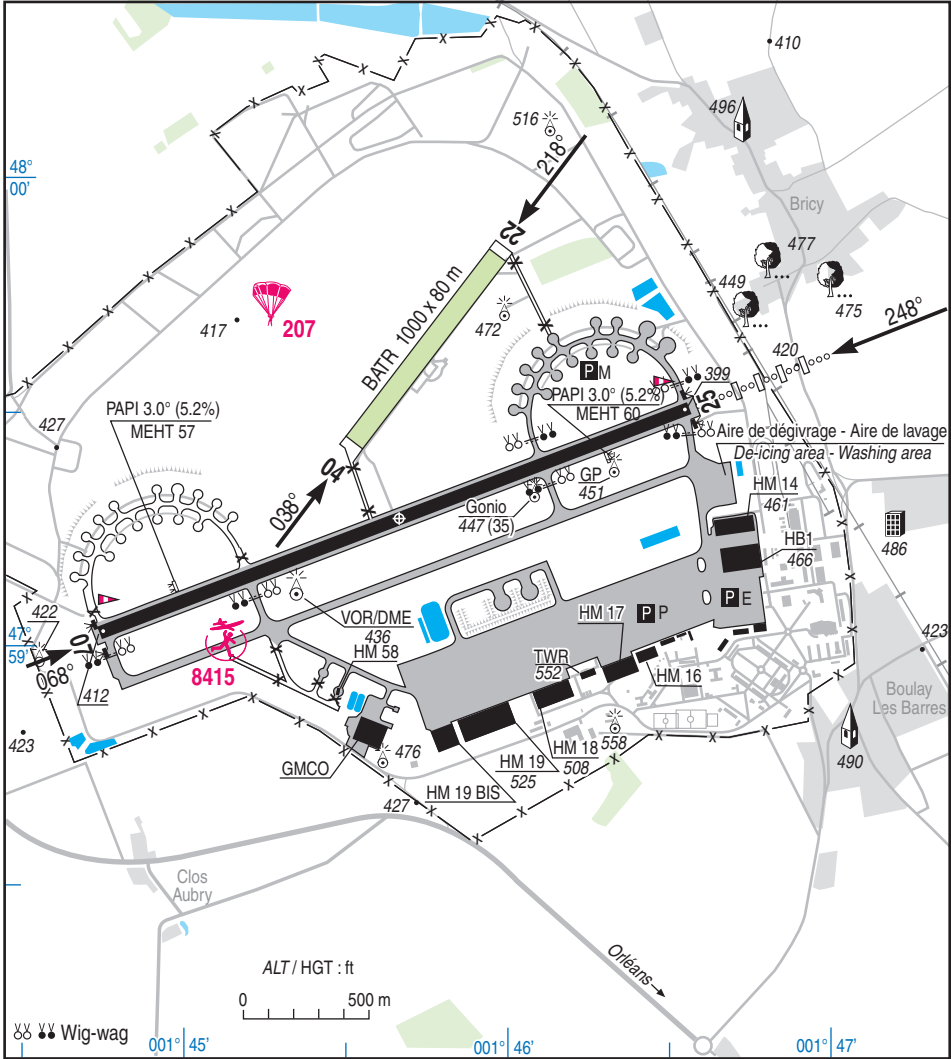 410
496
516
218°
48°
00'
22
Bricy
477
449
475
BATR 1000 x 80 m
417
207
472
248°
420
P M
399
427
PAPI 3.0° (5.2%)
MEHT 57
PAPI 3.0° (5.2%)
MEHT 60
25
Aire de dégivrage - Aire de lavage
De-icing area - Washing area
04
038°
GP
451
Gonio
447 (35)
HM 14
461
HB1
466
486
422
47°
59'
07
068°
412
VOR/DME
436
HM 58
8415
HM 17
P P
P E
TWR
552
HM 16
423
Boulay
Les Barres
423
GMCO
476
HM 19 BIS
HM 19
525
HM 18
508
558
490
427
Clos
Aubry
Orléans
ALT / HGT : ft
0 500 m
Wig-wag
001° 45'
001° 46'
001° 47'